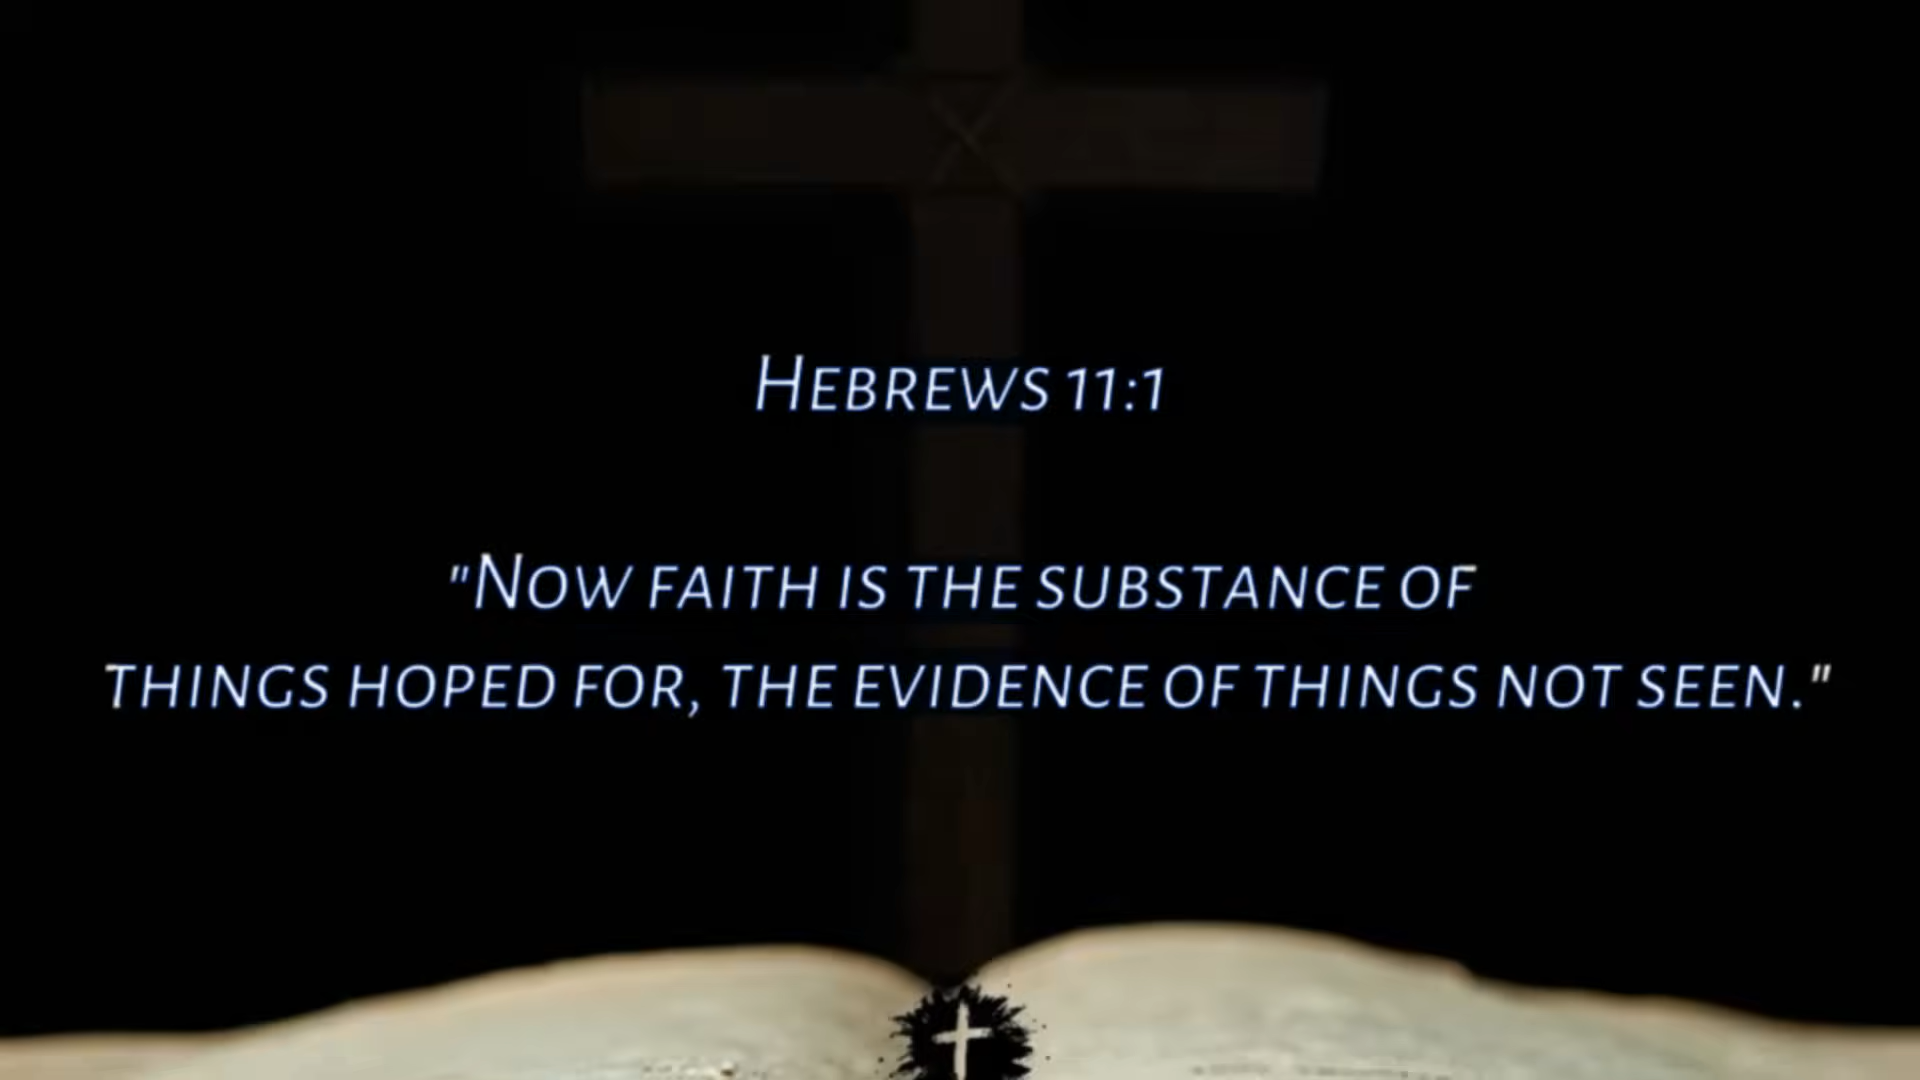 Hebrews 11:1
"Now faith is the substance of
things hoped for, the evidence of things not seen."